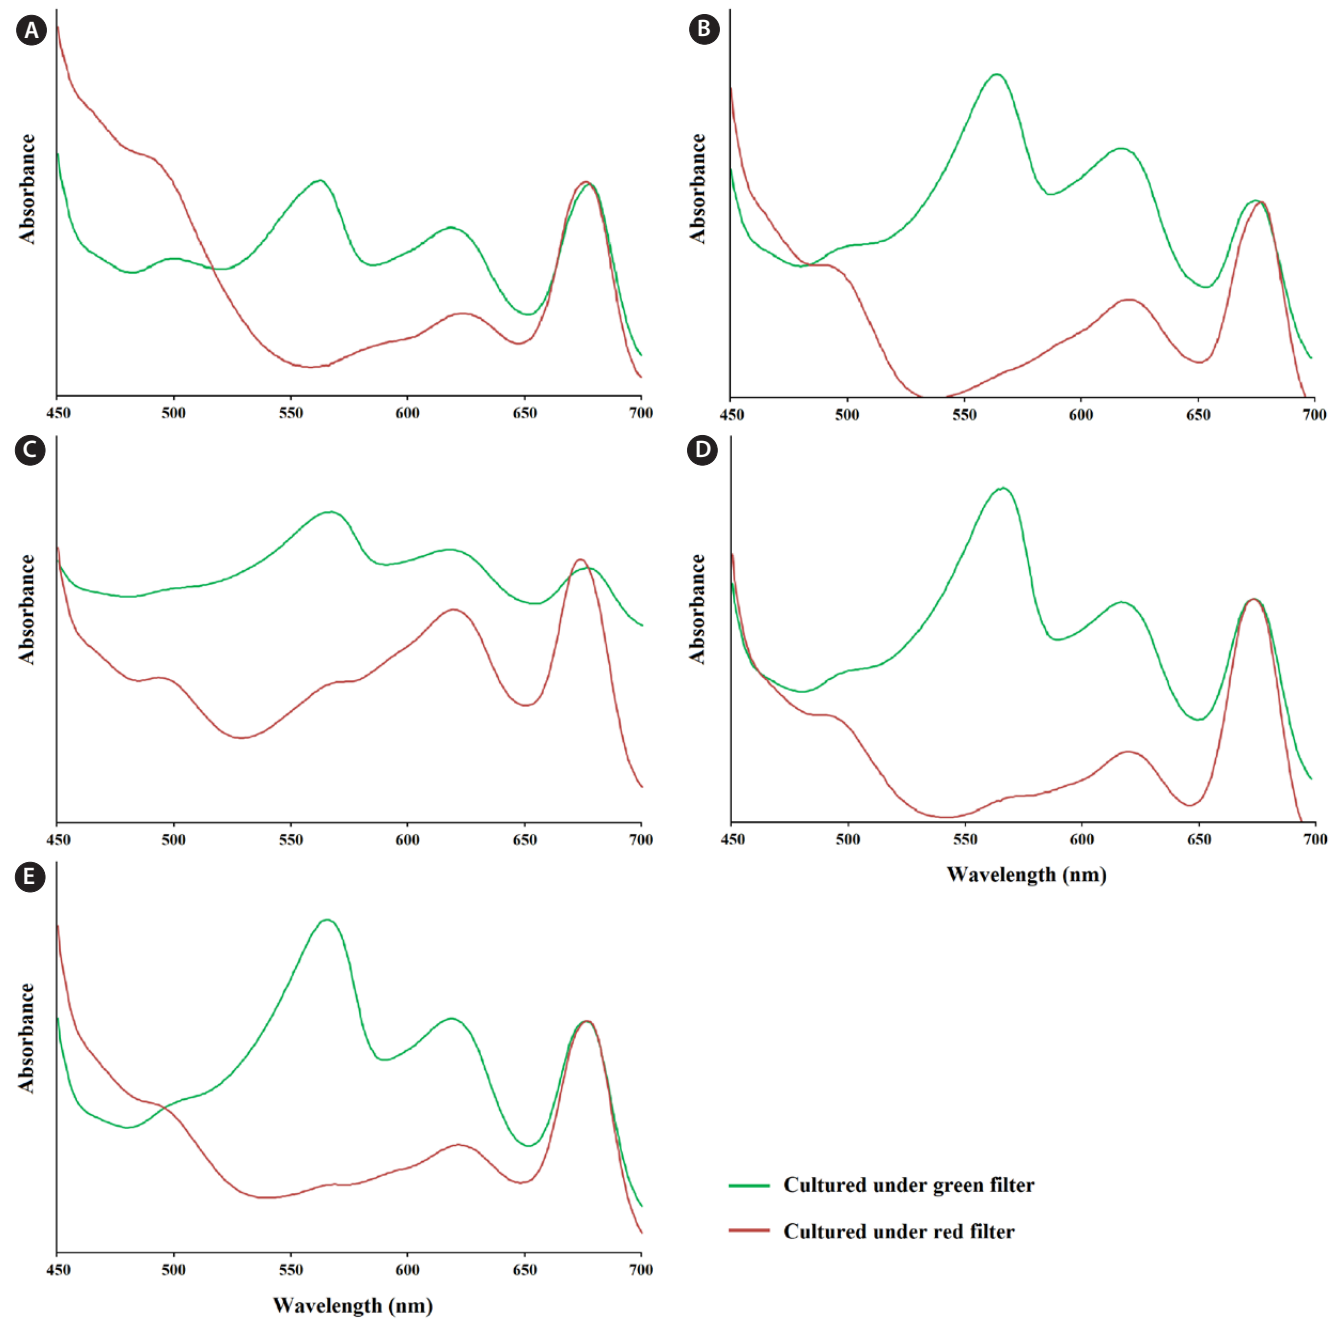 A
Absorbance
450 500 550 600 650 700
B
Absorbance
450 500 550 600 650 700
C
Absorbance
450 500 550 600 650 700
D
Absorbance
450 500 550 600 650 700
Wavelength (nm)
E
Absorbance
450 500 550 600 650 700
Wavelength (nm)
Cultured under green filter
Cultured under red filter